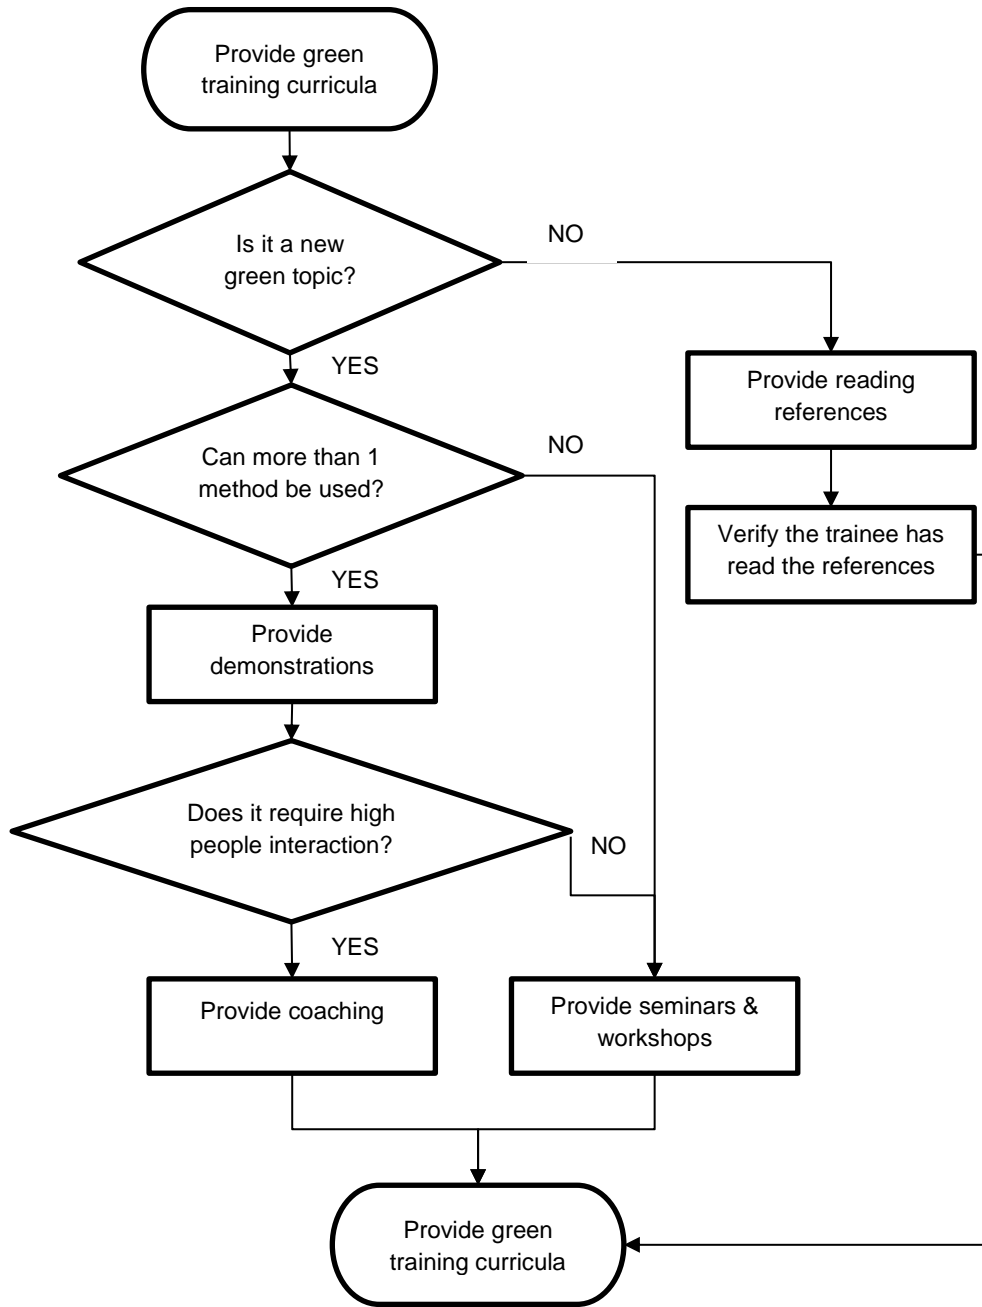 Provide green
training curricula
Is it a new
green topic?
NO
YES
Provide reading
references
Can more than 1
method be used?
NO
Verify the trainee has
read the references
YES
Provide
demonstrations
Does it require high
people interaction?
NO
YES
Provide coaching
Provide seminars &
workshops
Provide green
training curricula